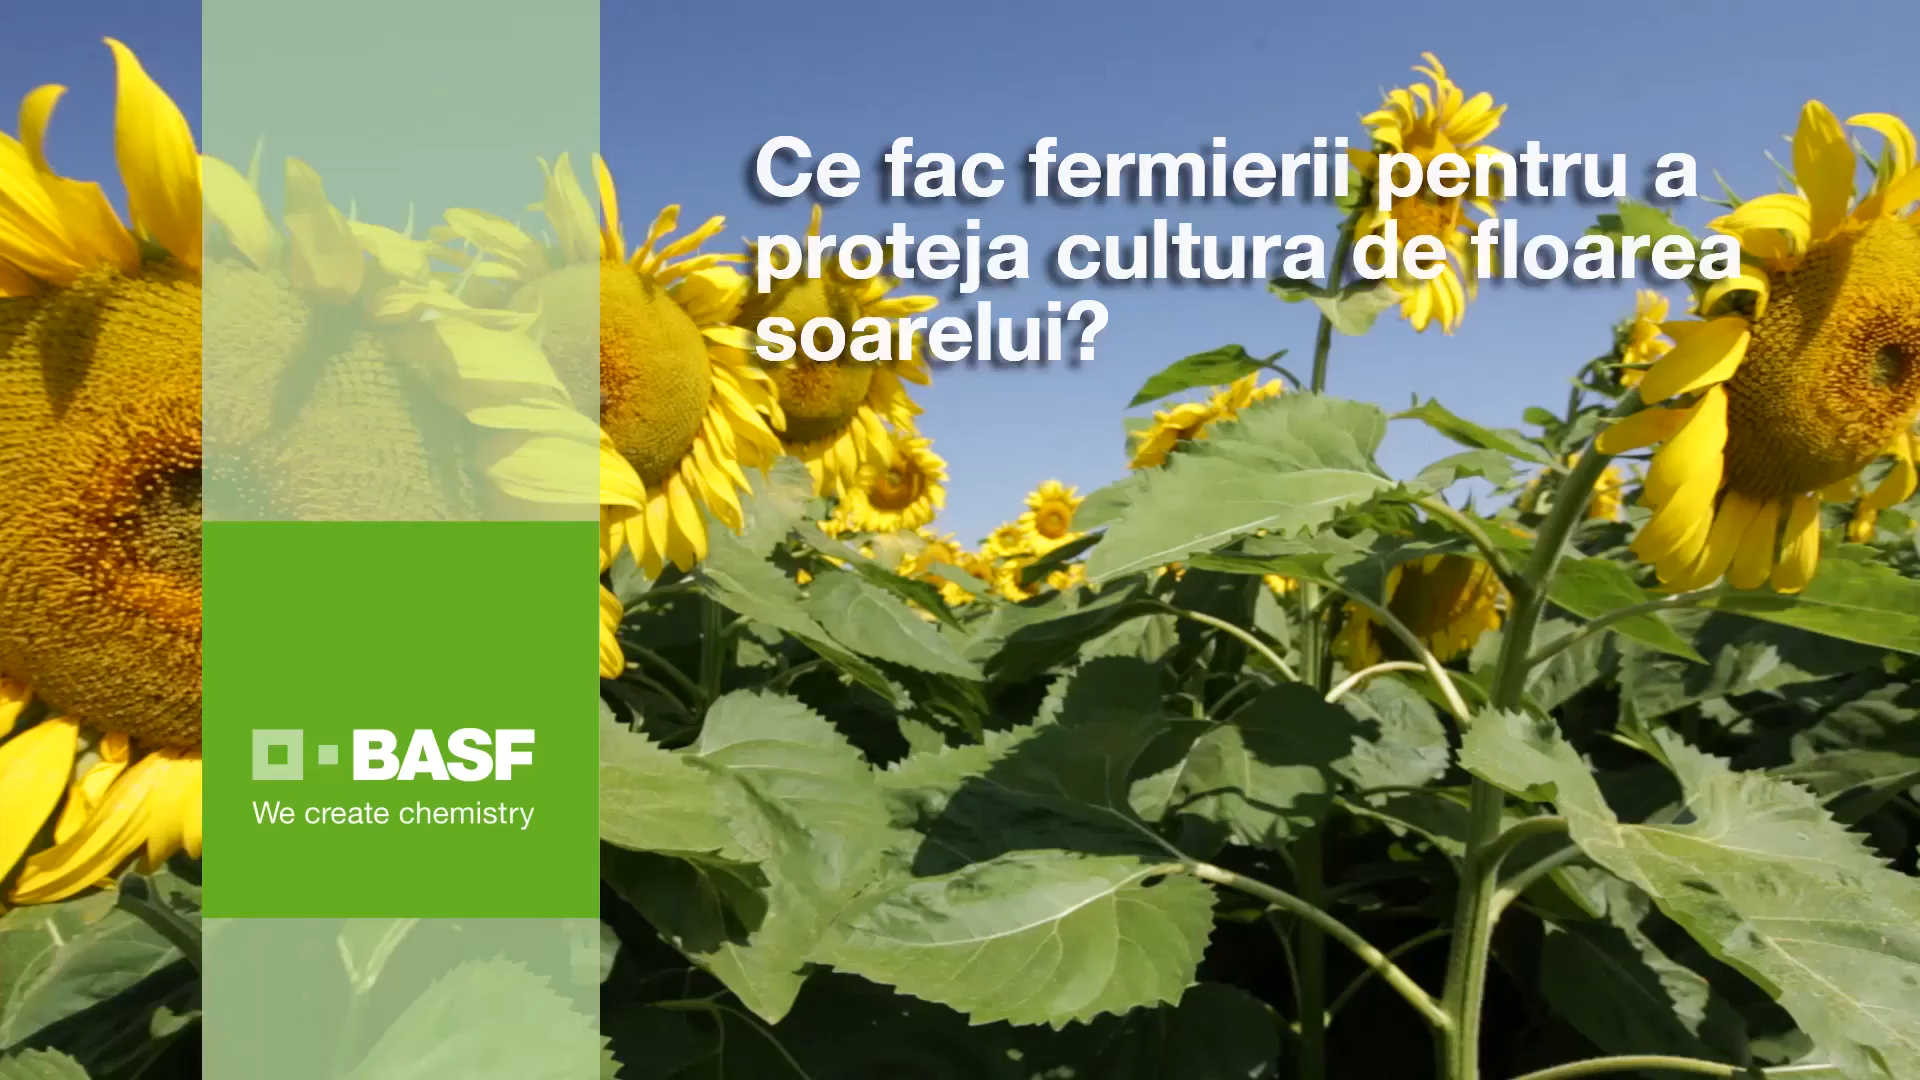 Ce fac fermierii pentru a
proteja cultura de floarea
soarelui?
BASF
We create chemistry